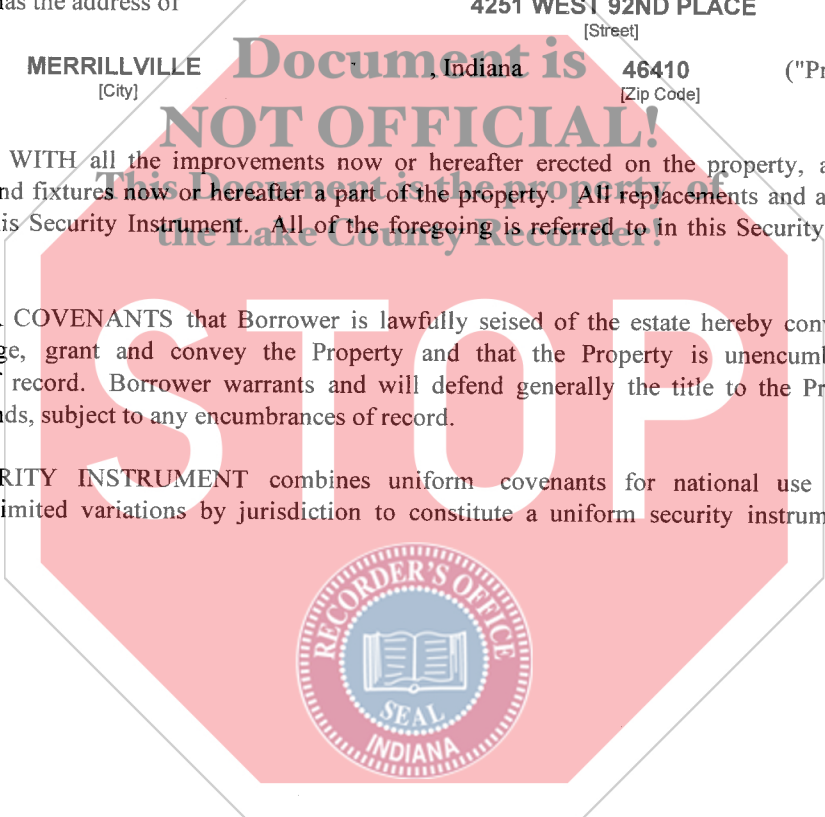 has the address of 4251 WEST 92ND PLACE
[Street]
MERRILLVILLE , Indiana 46410 ("Pr
[City] [Zip Code]
Document is
NOT OFFICIAL!
This Document is the property of
the Lake County Recorder!
WITH all the improvements now or hereafter erected on the property, a
nd fixtures now or hereafter a part of the property. All replacements and a
is Security Instrument. All of the foregoing is referred to in this Security
COVENANTS that Borrower is lawfully seised of the estate hereby con
ge, grant and convey the Property and that the Property is unencumb
f record. Borrower warrants and will defend generally the title to the Pr
nds, subject to any encumbrances of record.
RITY INSTRUMENT combines uniform covenants for national use
imited variations by jurisdiction to constitute a uniform security instrum
STOP
RECORDER'S OFFICE
SEAL
INDIANA